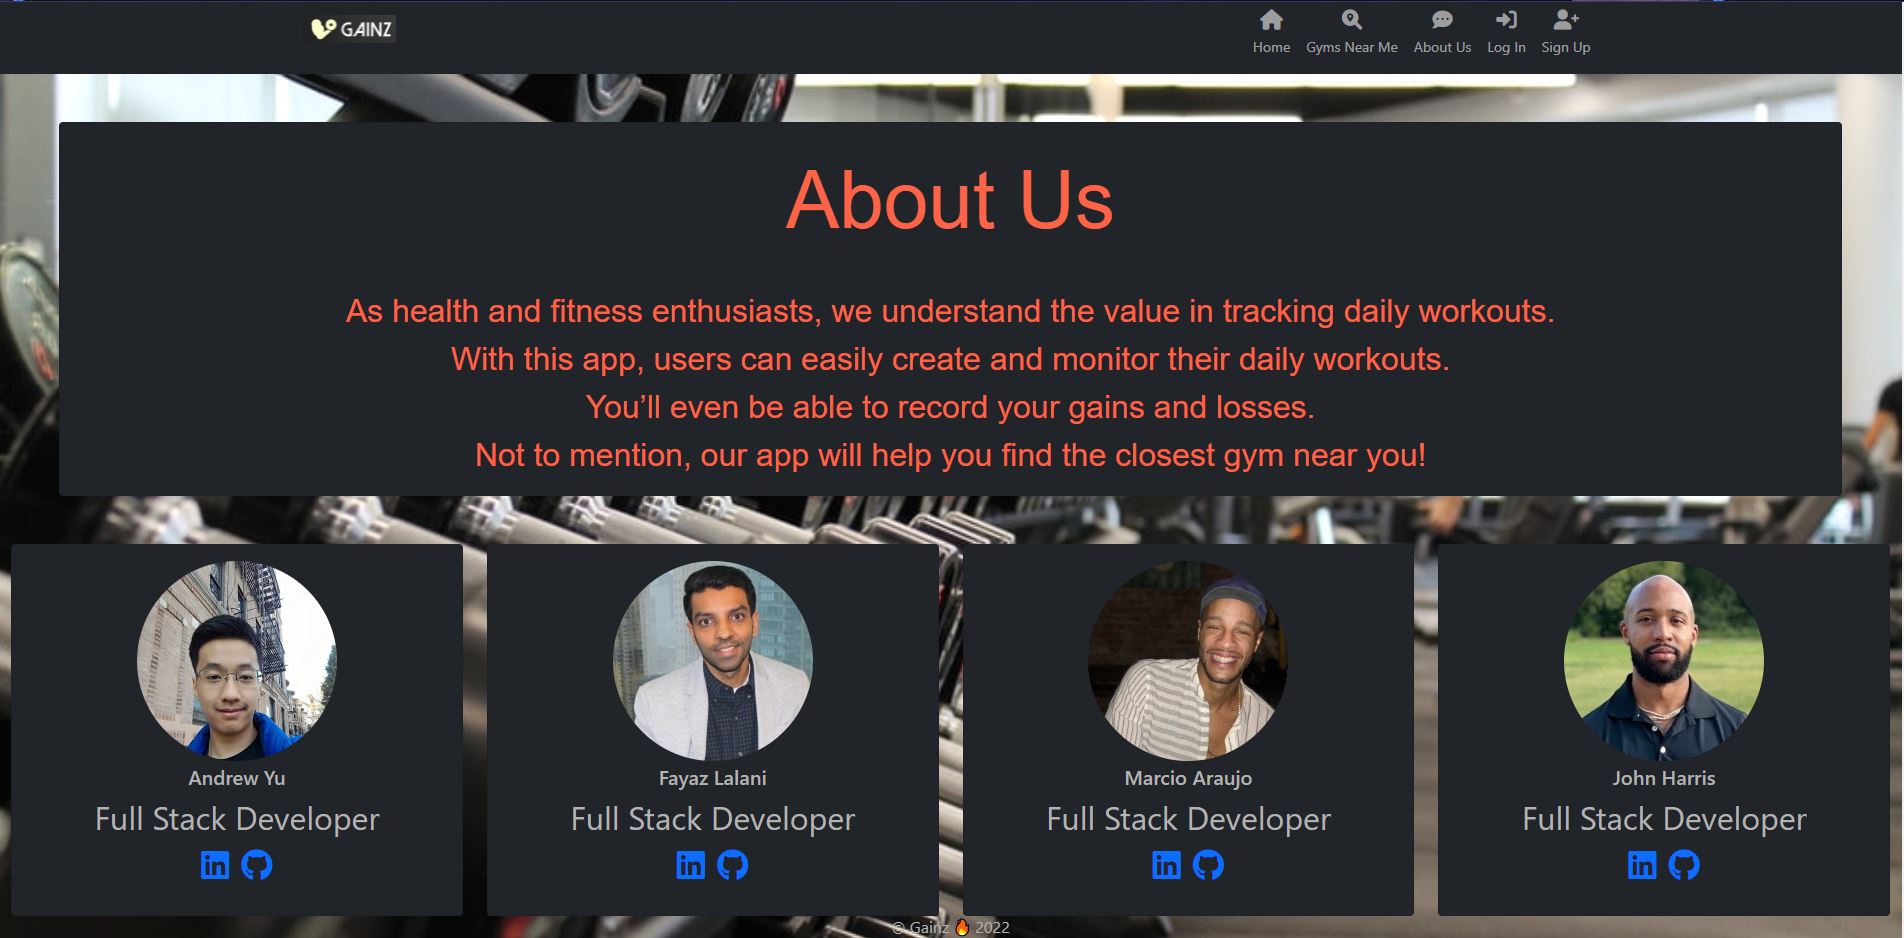 GAINZ
Home
Gyms Near Me
About Us
Log In
Sign Up
About Us
As health and fitness enthusiasts, we understand the value in tracking daily workouts.
With this app, users can easily create and monitor their daily workouts.
You’ll even be able to record your gains and losses.
Not to mention, our app will help you find the closest gym near you!
Andrew Yu
Full Stack Developer
in
Fayaz Lalani
Full Stack Developer
in
Marcio Araujo
Full Stack Developer
in
John Harris
Full Stack Developer
in
© Gainz 🔥 2022